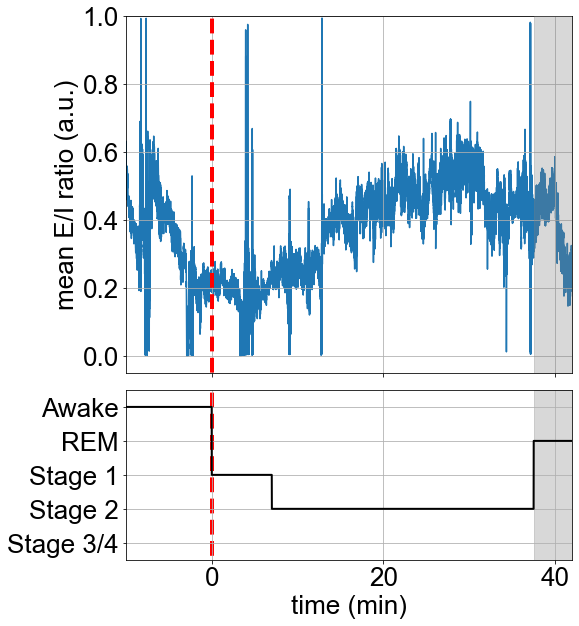 mean E/I ratio (a.u.)
1.0
0.8
0.6
0.4
0.2
0.0
Awake
REM
Stage 1
Stage 2
Stage 3/4
0 20 40
time (min)